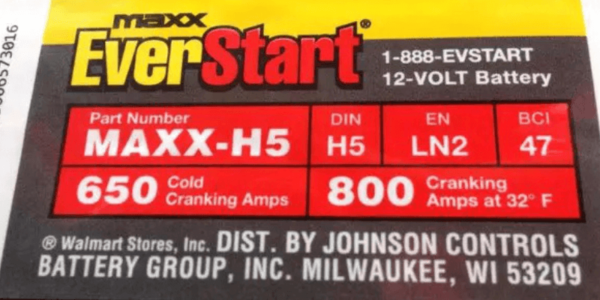 maxx
EverStart®
1-888-EVSTART
12-VOLT Battery
Part Number
MAXX-H5
DIN
H5
EN
LN2
BCI
47
650 Cold
Cranking Amps
800 Cranking
Amps at 32° F
® Walmart Stores, Inc. DIST. BY JOHNSON CONTROLS
BATTERY GROUP, INC. MILWAUKEE, WI 53209